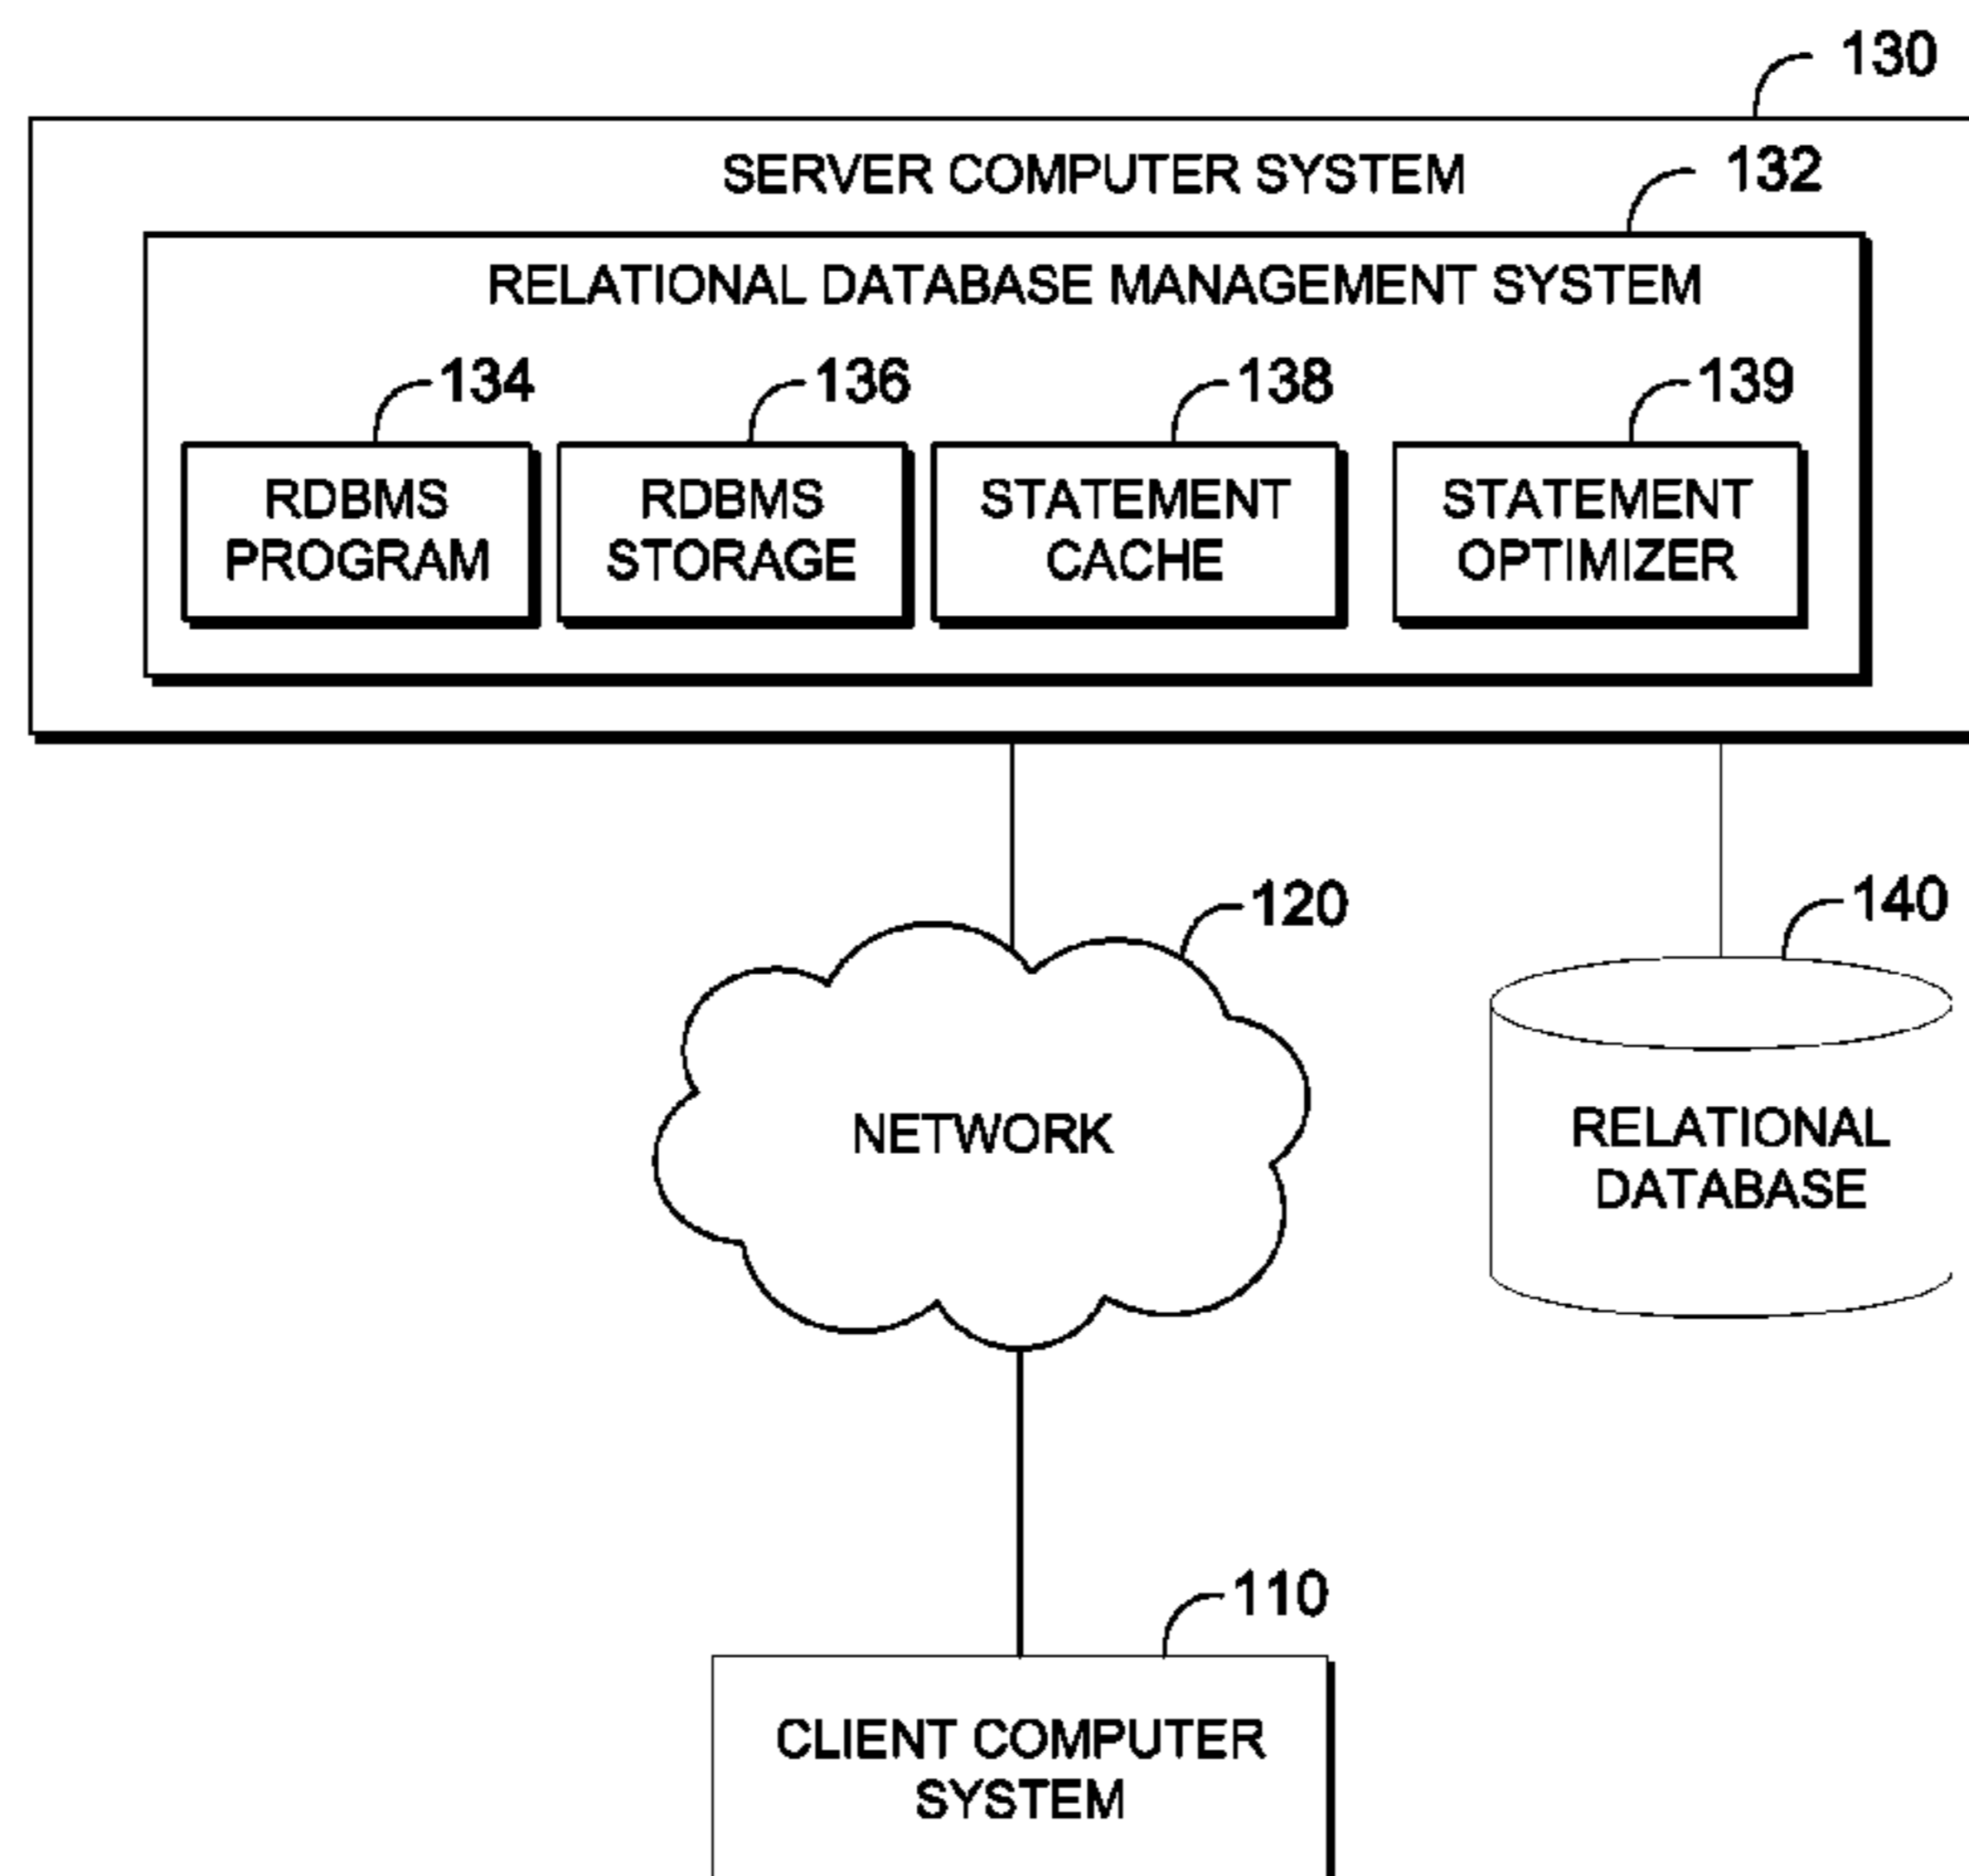 130
SERVER COMPUTER SYSTEM
132
RELATIONAL DATABASE MANAGEMENT SYSTEM
134
136
138
139
RDBMS
PROGRAM
RDBMS
STORAGE
STATEMENT
CACHE
STATEMENT
OPTIMIZER
120
140
NETWORK
RELATIONAL
DATABASE
110
CLIENT COMPUTER
SYSTEM